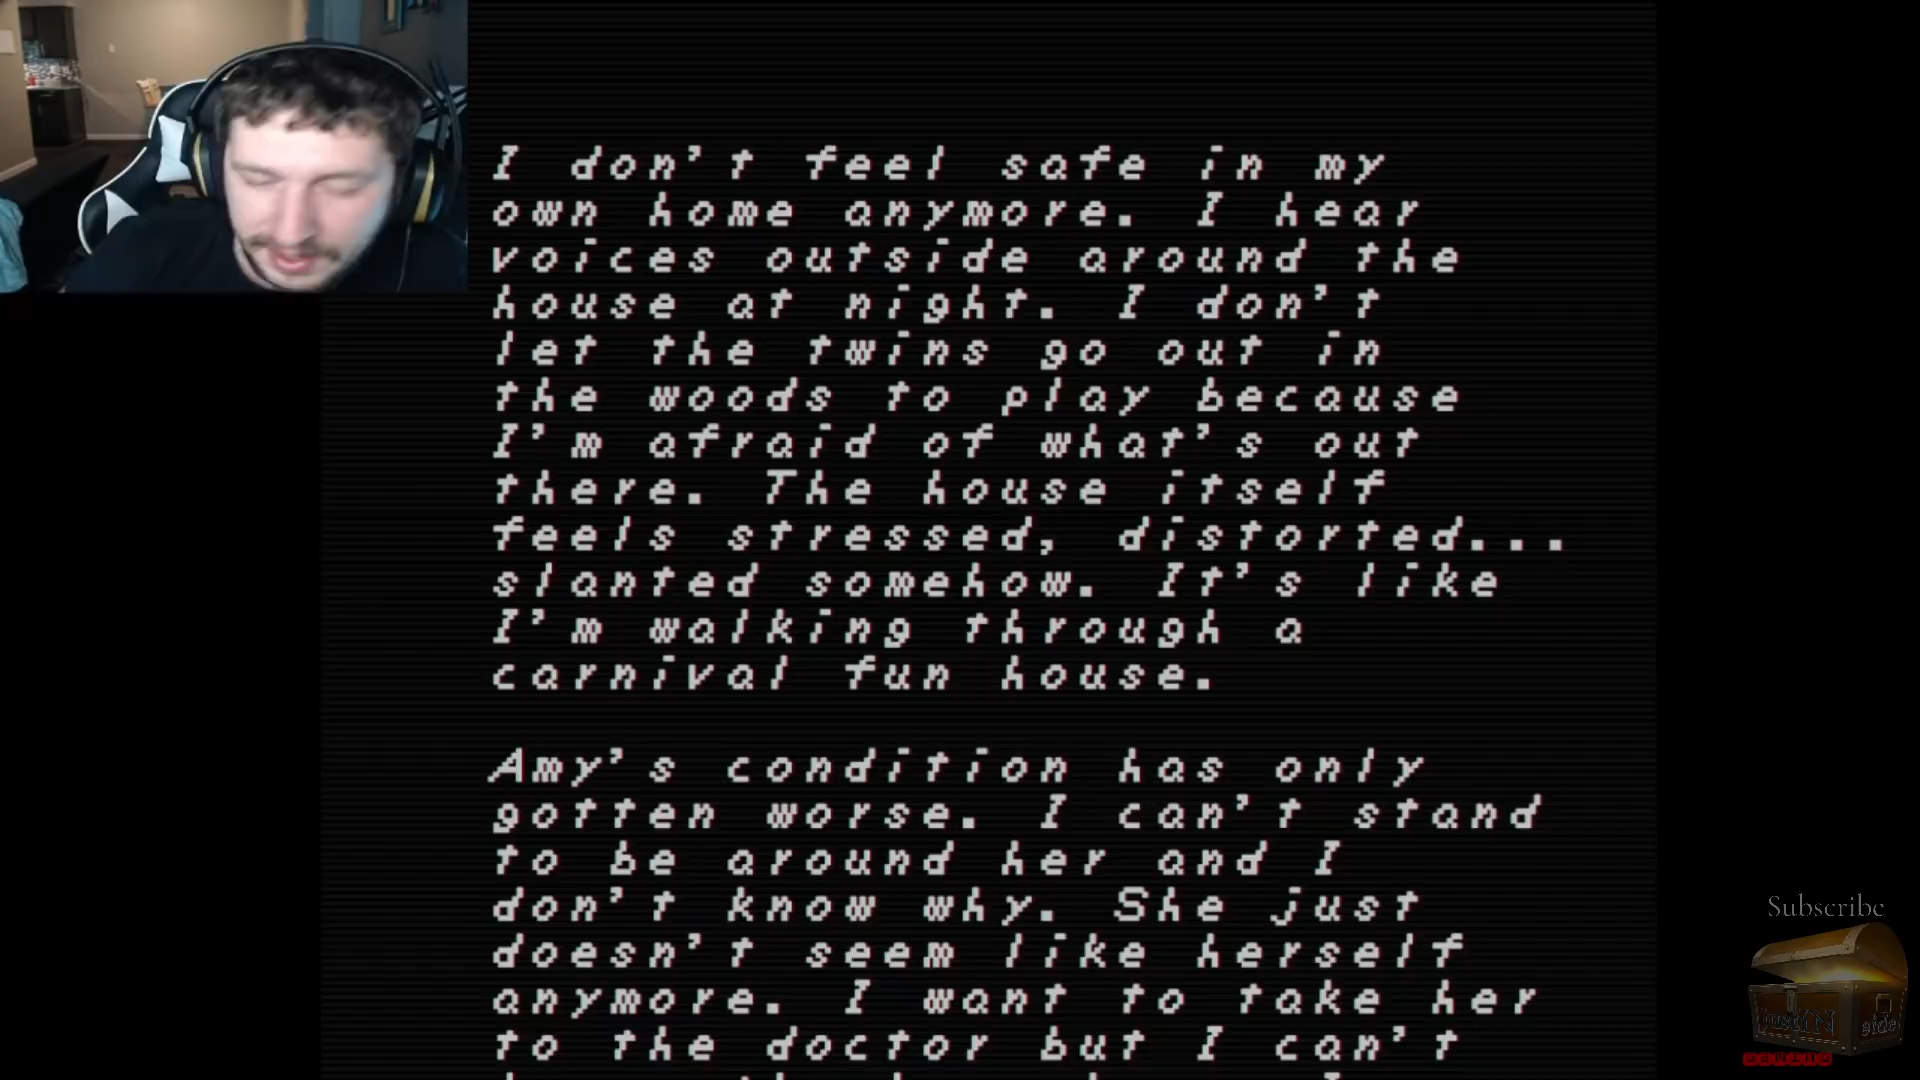 I don't feel safe in my
own home anymore. I hear
voices outside around the
house at night. I don't
let the twins go out in
the woods to play because
I'm afraid of what's out
there. The house itself
feels stressed, distorted...
slanted somehow. It's like
I'm walking through a
carnival fun house.
Amy's condition has only
gotten worse. I can't stand
to be around her and I
don't know why. She just
doesn't seem like herself
anymore. I want to take her
to the doctor but I can't
Subscribe
justIN
side
GAMING